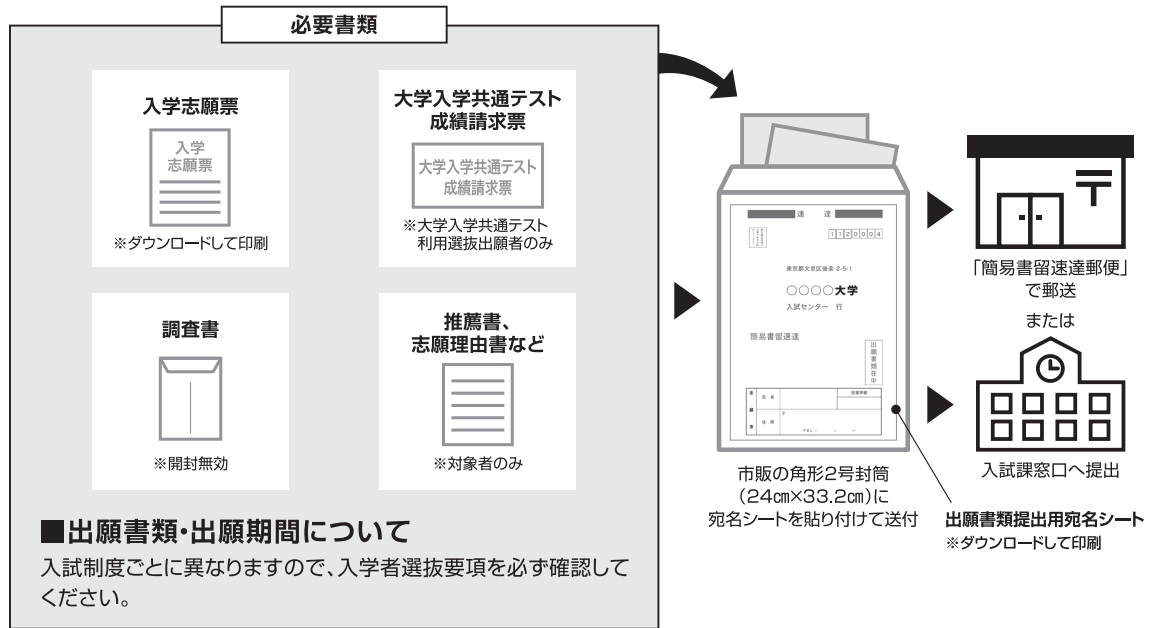 必要書類
入学志願票
入学
志願票
※ダウンロードして印刷
大学入学共通テスト
成績請求票
大学入学共通テスト
成績請求票
※大学入学共通テスト
利用選抜出願者のみ
調査書
※開封無効
推薦書、
志願理由書など
※対象者のみ
■出願書類・出願期間について
入試制度ごとに異なりますので、入学者選抜要項を必ず確認して
ください。
速 達
1120004
東京都文京区後楽 2-5-1
○○○○大学
入試センター 行
簡易書留速達
出願書類在中
氏 名
住 所
〒
TEL ( ) −
市販の角形2号封筒
（24㎝×33.2㎝）に
宛名シートを貼り付けて送付
「簡易書留速達郵便」
で郵送
または
入試課窓口へ提出
出願書類提出用宛名シート
※ダウンロードして印刷